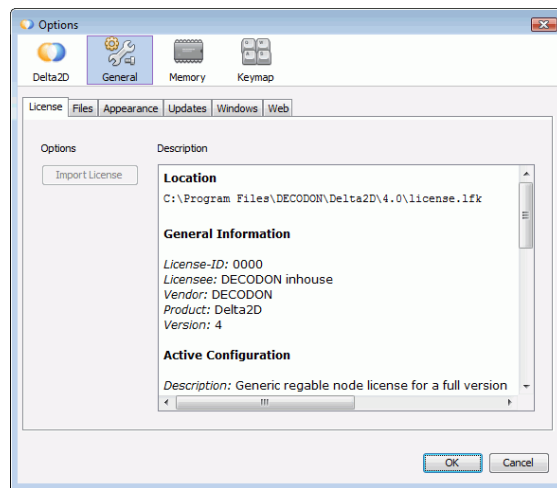 Options
Delta2D General Memory Keymap
License Files Appearance Updates Windows Web
Options Description
Import License
Location
C:\Program Files\DECODON\Delta2D\4.0\license.lfk
General Information
License-ID: 0000
Licensee: DECODON inhouse
Vendor: DECODON
Product: Delta2D
Version: 4
Active Configuration
Description: Generic regable node license for a full version
OK Cancel